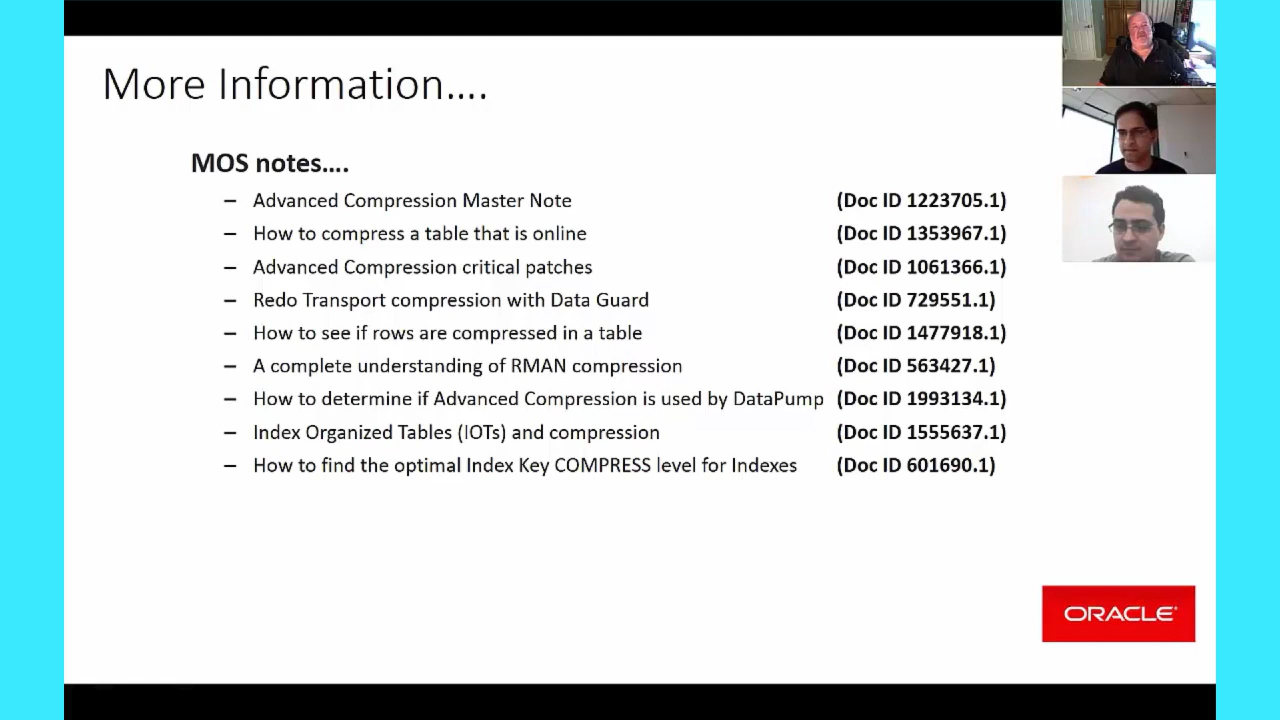 More Information....
MOS notes....
– Advanced Compression Master Note (Doc ID 1223705.1)
– How to compress a table that is online (Doc ID 1353967.1)
– Advanced Compression critical patches (Doc ID 1061366.1)
– Redo Transport compression with Data Guard (Doc ID 729551.1)
– How to see if rows are compressed in a table (Doc ID 1477918.1)
– A complete understanding of RMAN compression (Doc ID 563427.1)
– How to determine if Advanced Compression is used by DataPump (Doc ID 1993134.1)
– Index Organized Tables (IOTs) and compression (Doc ID 1555637.1)
– How to find the optimal Index Key COMPRESS level for Indexes (Doc ID 601690.1)
ORACLE